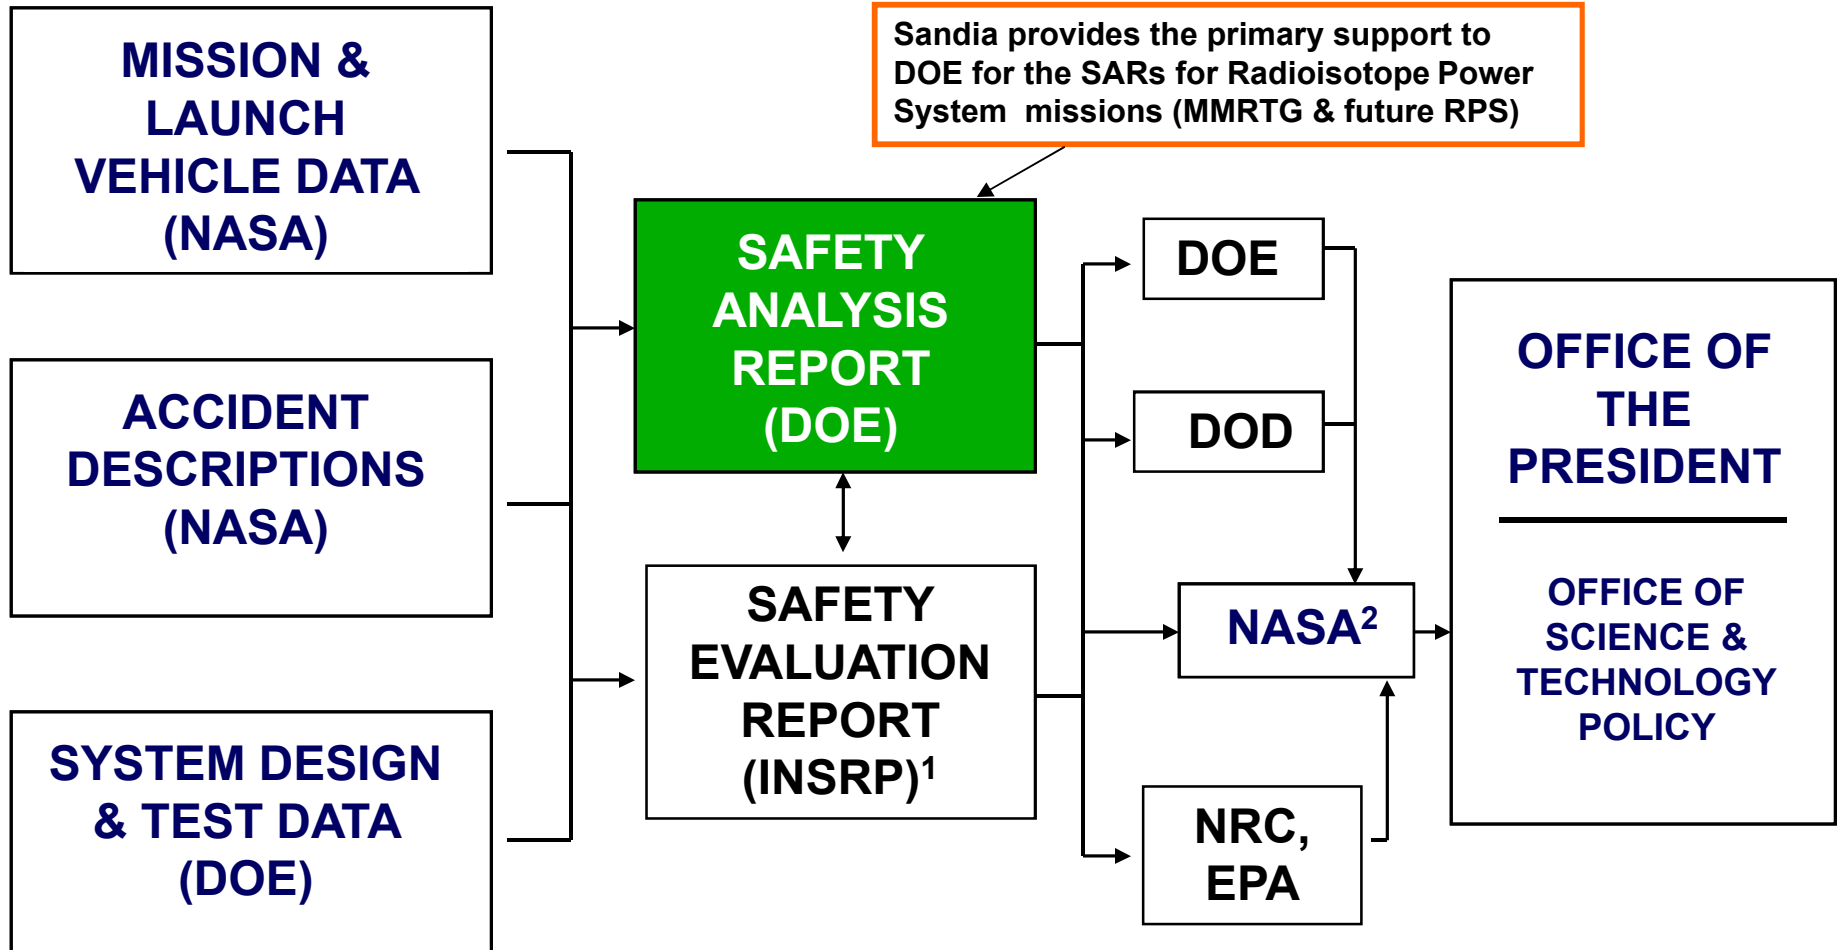 MISSION &
LAUNCH
VEHICLE DATA
(NASA)
ACCIDENT
DESCRIPTIONS
(NASA)
SYSTEM DESIGN
& TEST DATA
(DOE)
Sandia provides the primary support to
DOE for the SARs for Radioisotope Power
System missions (MMRTG & future RPS)
SAFETY
ANALYSIS
REPORT
(DOE)
SAFETY
EVALUATION
REPORT
(INSRP)¹
DOE
DOD
NASA²
NRC,
EPA
OFFICE OF
THE
PRESIDENT
OFFICE OF
SCIENCE &
TECHNOLOGY
POLICY